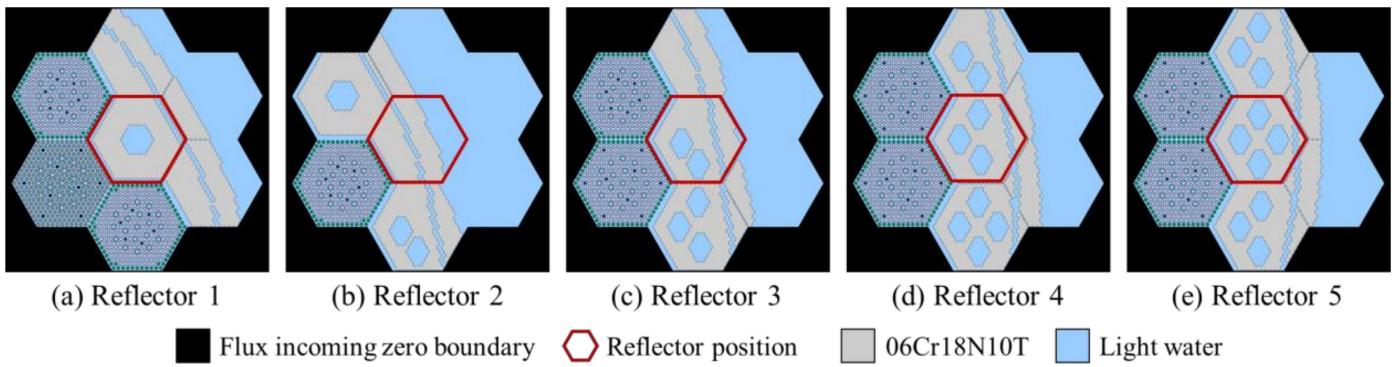 (a) Reflector 1 (b) Reflector 2 (c) Reflector 3 (d) Reflector 4 (e) Reflector 5
Flux incoming zero boundary Reflector position 06Cr18N10T Light water